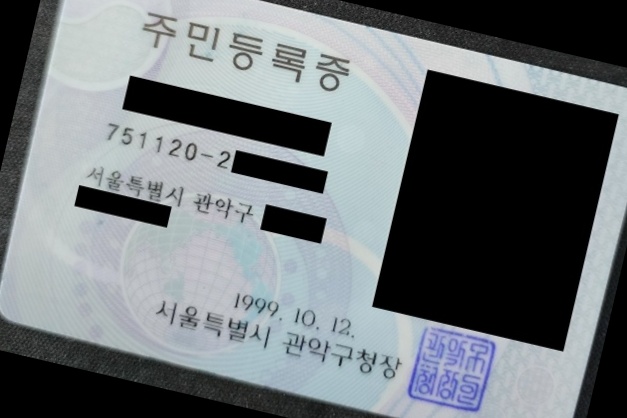 주민등록증
751120-2
서울특별시 관악구
1999. 10. 12.
서울특별시 관악구청장